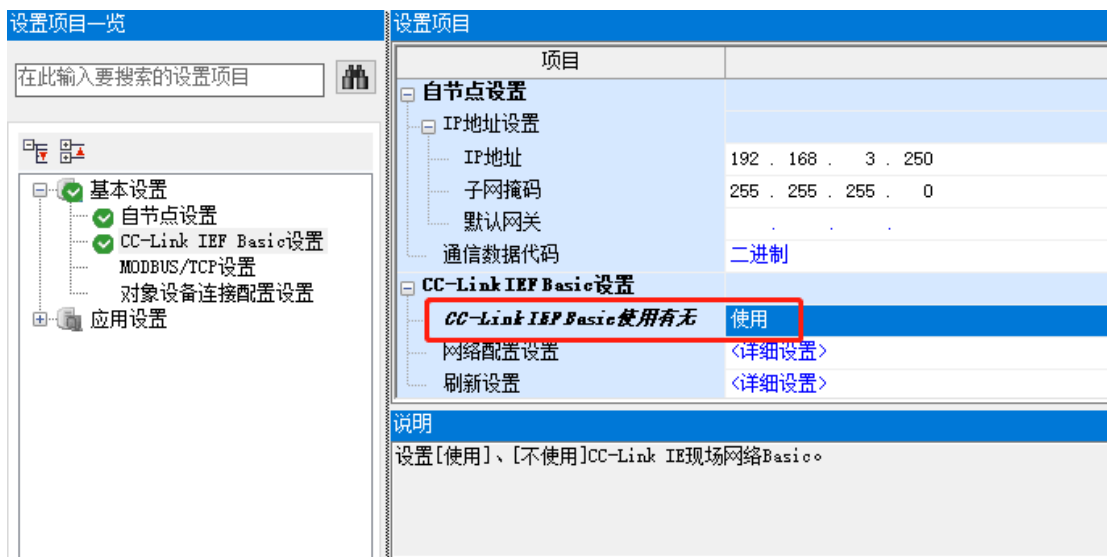 设置项目一览
在此输入要搜索的设置项目
基本设置
自节点设置
CC-Link IEF Basic设置
MODBUS/TCP设置
对象设备连接配置设置
应用设置
设置项目
项目
自节点设置
IP地址设置
IP地址 192 . 168 . 3 . 250
子网掩码 255 . 255 . 255 . 0
默认网关 . . .
通信数据代码 二进制
CC-Link IEF Basic设置
CC-Link IEF Basic使用有无 使用
网络配置设置 <详细设置>
刷新设置 <详细设置>
说明
设置[使用]、[不使用]CC-Link IE现场网络Basic。